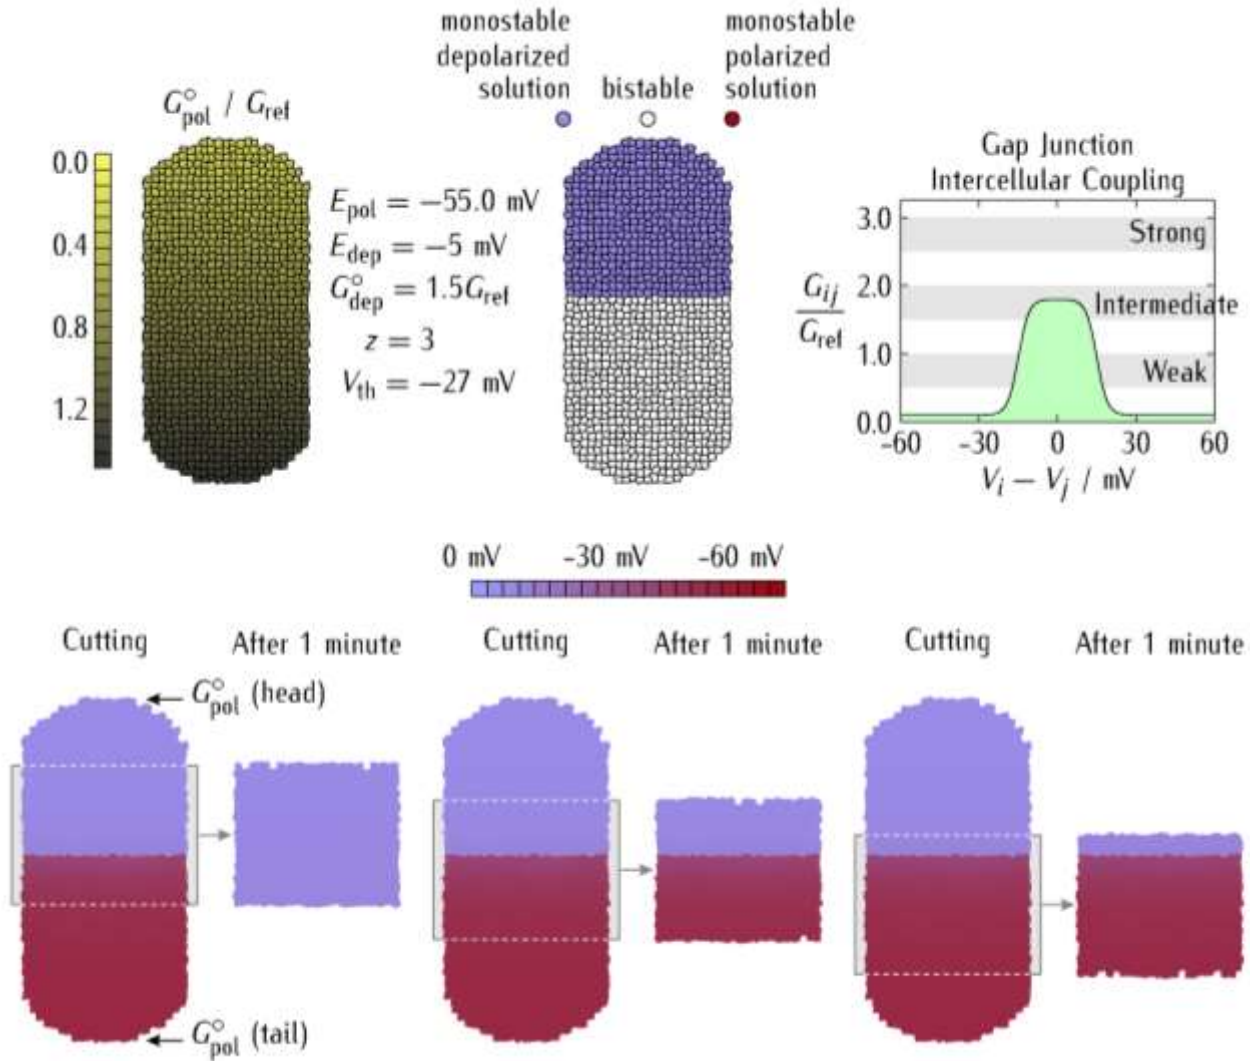 monostable
depolarized
solution
bistable
monostable
polarized
solution
G°pol / Gref
0.0
0.4
0.8
1.2
Epol = −55.0 mV
Edep = −5 mV
G°dep = 1.5Gref
z = 3
Vth = −27 mV
Gap Junction
Intercellular Coupling
Gij
Gref
3.0
2.0
1.0
0.0
Strong
Intermediate
Weak
-60 -30 0 30 60
Vi − Vj / mV
0 mV -30 mV -60 mV
Cutting After 1 minute Cutting After 1 minute Cutting After 1 minute
G°pol (head)
G°pol (tail)